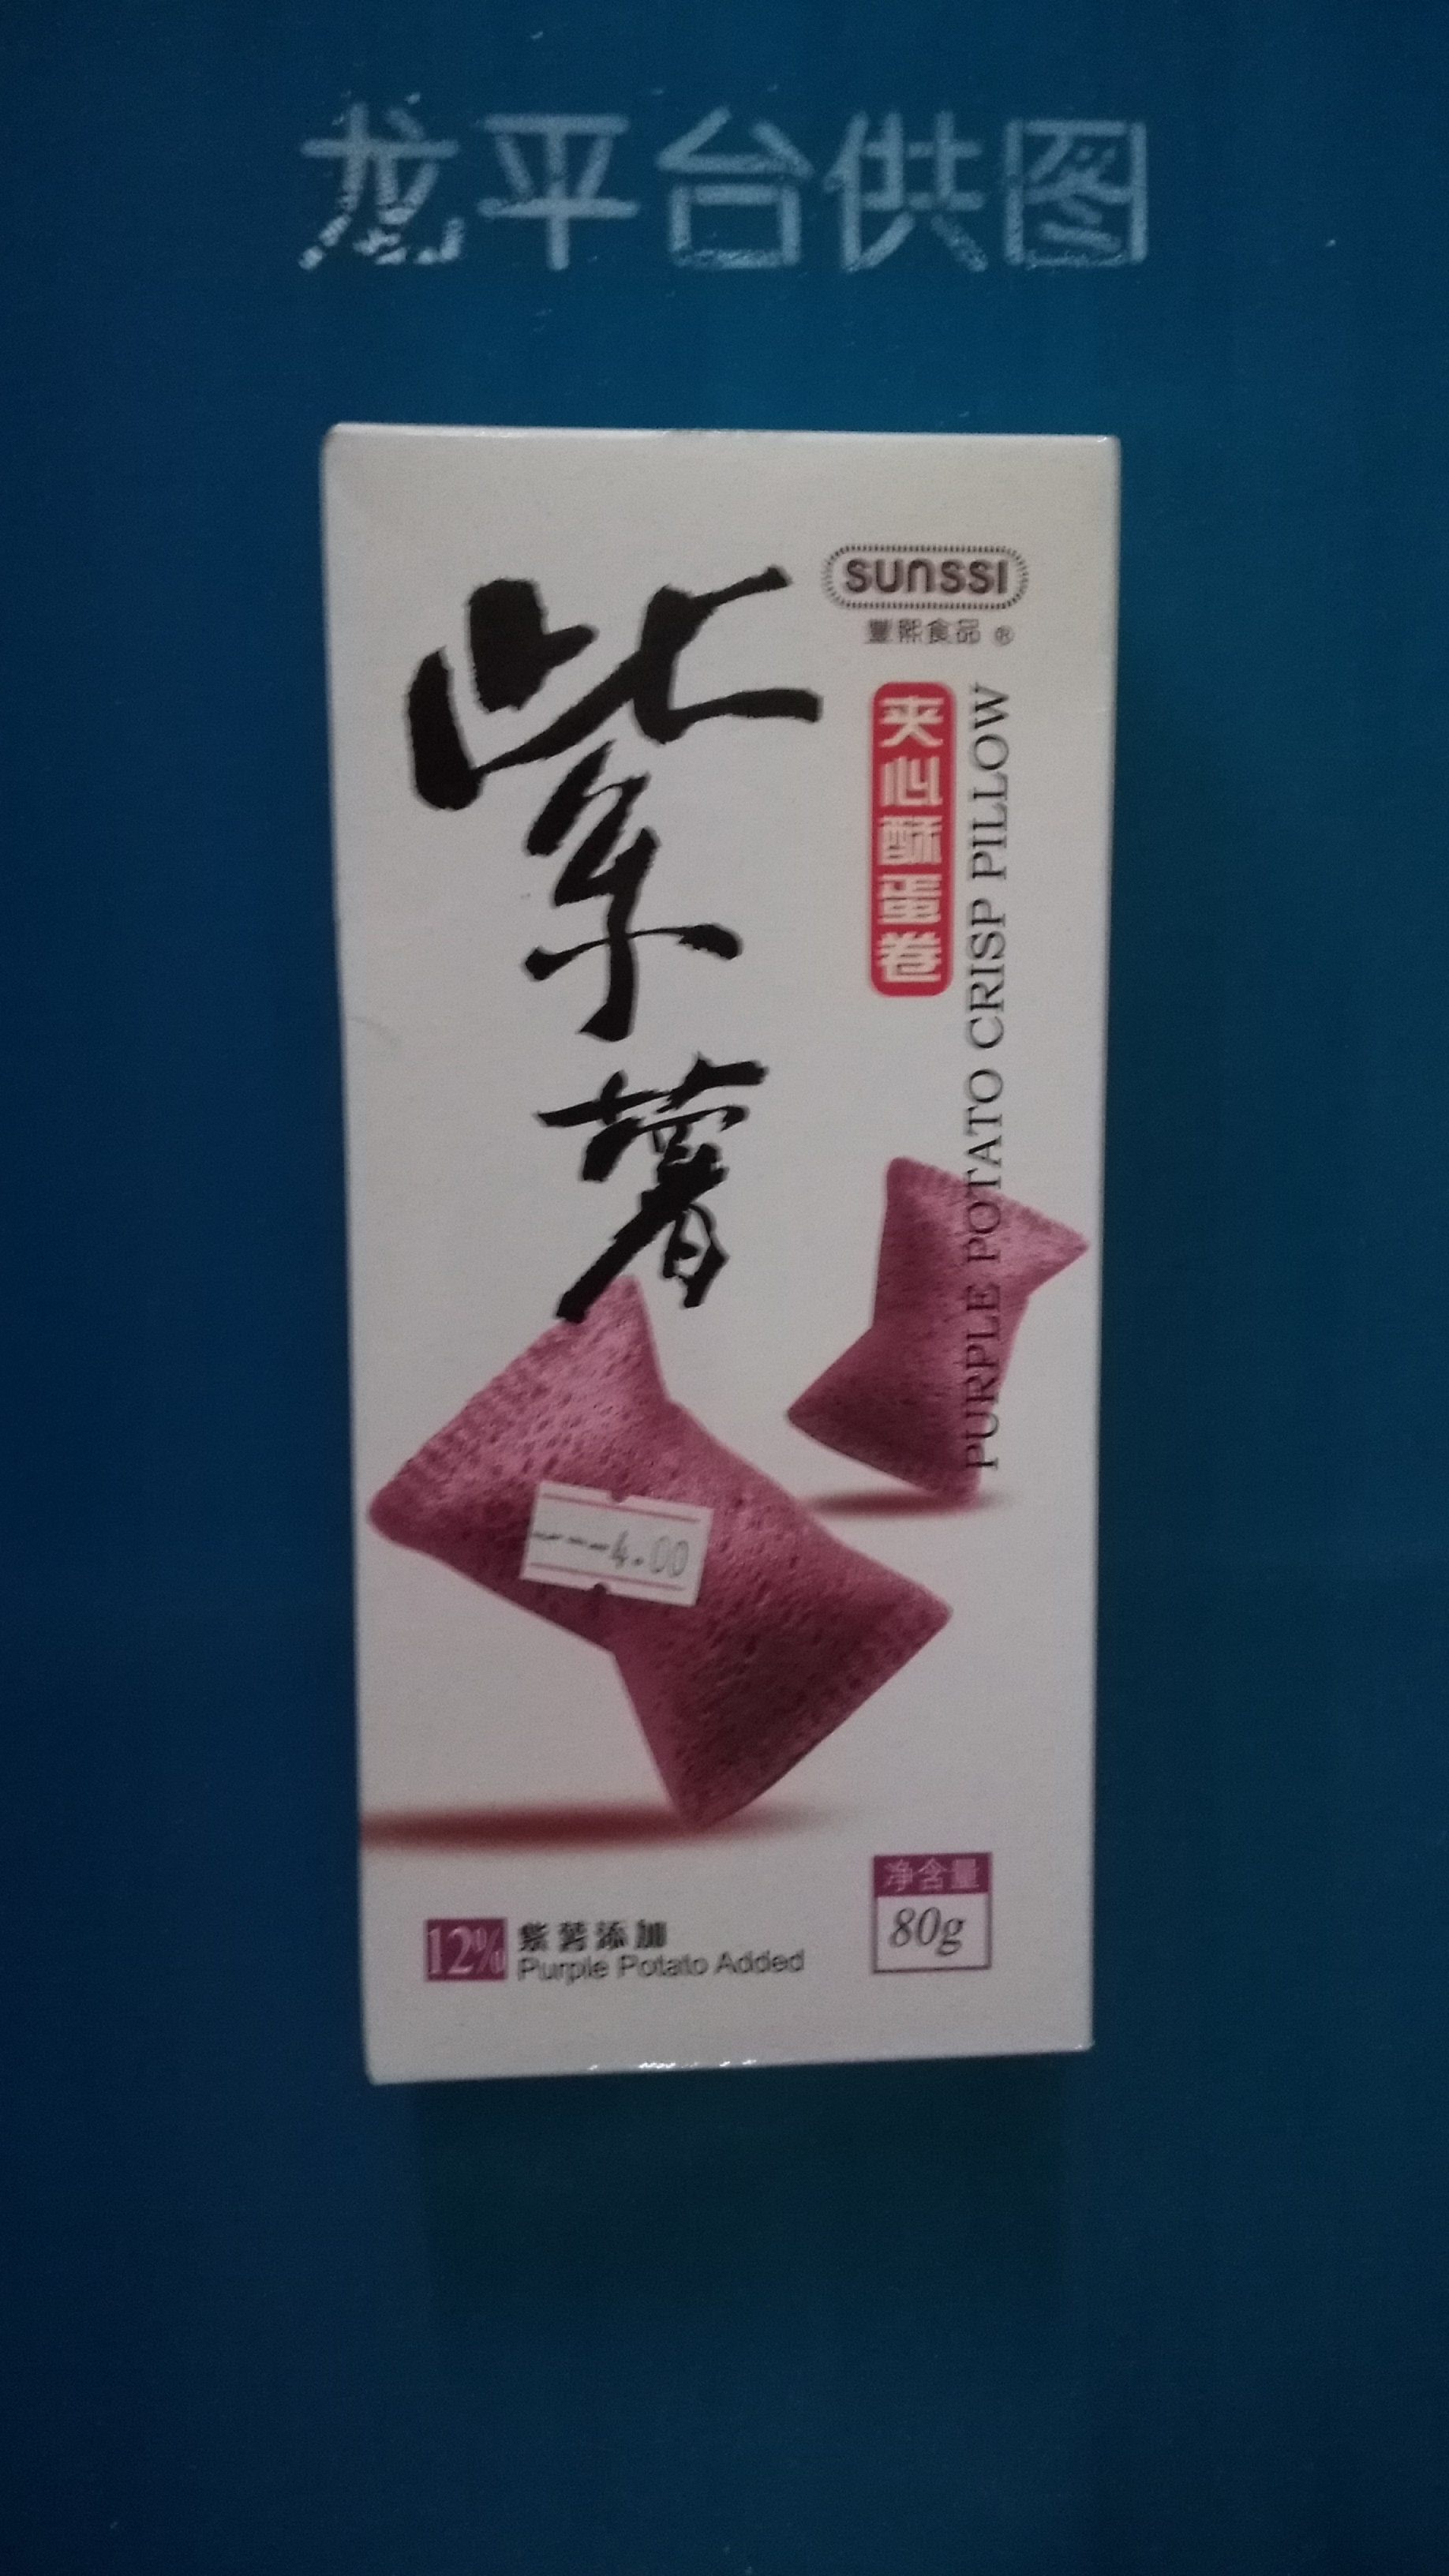 龙平台供图
SUNSSI
豐熙食品 ®
紫薯
夹心酥蛋卷
PURPLE POTATO CRISP PILLOW
---4.00
净含量
80g
12%
紫薯添加
Purple Potato Added